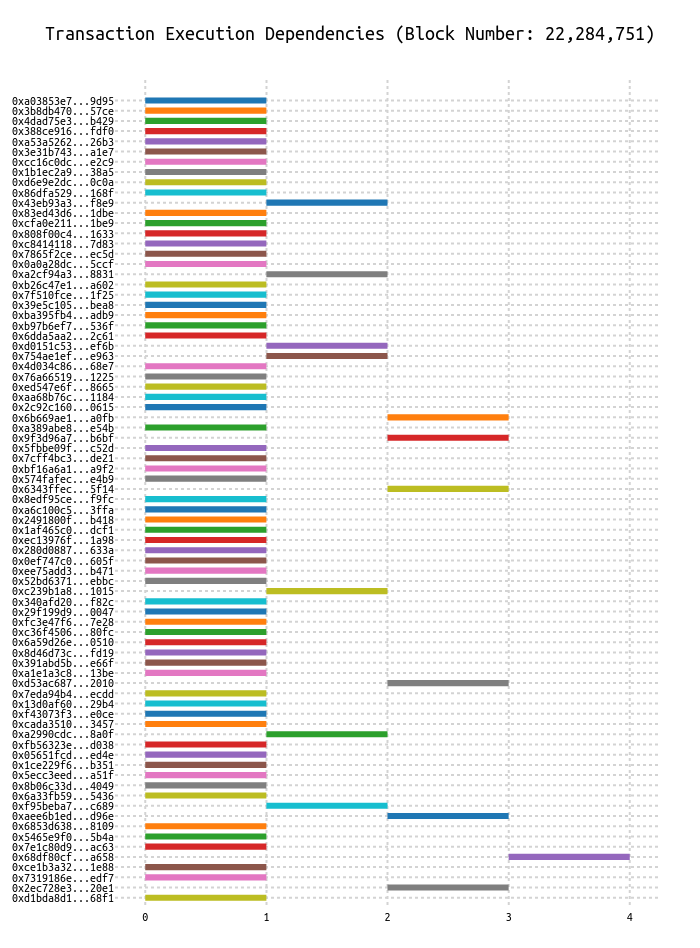 Transaction Execution Dependencies (Block Number: 22,284,751)
0xa03853e7...9d95
0x3b8db470...57ce
0x4dad75e3...b429
0x388ce916...fdf0
0xa53a5262...26b3
0x3e31b743...a1e7
0xcc16c0dc...e2c9
0x1b1ec2a9...38a5
0xd6e9e2dc...0c0a
0x86dfa529...168f
0x43eb93a3...f8e9
0x83ed43d6...1dbe
0xcfa0e211...1be9
0x808f00c4...1633
0xc8414118...7d83
0x7865f2ce...ec5d
0x0a0a28dc...5ccf
0xa2cf94a3...8831
0xb26c47e1...a602
0x7f510fce...1f25
0x39e5c105...bea8
0xba395fb4...adb9
0xb97b6ef7...536f
0x6dda5aa2...2c61
0xd0151c53...ef6b
0x754ae1ef...e963
0x4d034c86...68e7
0x76a66519...1225
0xed547e6f...8665
0xaa68b76c...1184
0x2c92c160...0615
0x6b669ae1...a0fb
0xa389abe8...e54b
0x9f3d96a7...b6bf
0x5fbbe09f...c52d
0x7cff4bc3...de21
0xbf16a6a1...a9f2
0x574fafec...e4b9
0x6343ffec...5f14
0x8edf95ce...f9fc
0xa6c100c5...3ffa
0x2491800f...b418
0x1af465c0...dcf1
0xec13976f...1a98
0x280d0887...633a
0x0ef747c0...605f
0xee75add3...b471
0x52bd6371...ebbc
0xc239b1a8...1015
0x340afd20...f82c
0x29f199d9...0047
0xfc3e47f6...7e28
0xc36f4506...80fc
0x6a59d26e...0510
0x8d46d73c...fd19
0x391abd5b...e66f
0xa1e1a3c8...13be
0xd53ac687...2010
0x7eda94b4...ecdd
0x13d0af60...29b4
0xf43073f3...e0ce
0xcada3510...3457
0xa2990cdc...8a0f
0xfb56323e...d038
0x05651fcd...ed4e
0x1ce229f6...b351
0x5ecc3eed...a51f
0x8b06c33d...4049
0x6a33fb59...5436
0xf95beba7...c689
0xaee6b1ed...d96e
0x6853d638...8109
0x5465e9f0...5b4a
0x7e1c80d9...ac63
0x68df80cf...a658
0xce1b3a32...1e88
0x7319186e...edf7
0x2ec728e3...20e1
0xd1bda8d1...68f1
0 1 2 3 4